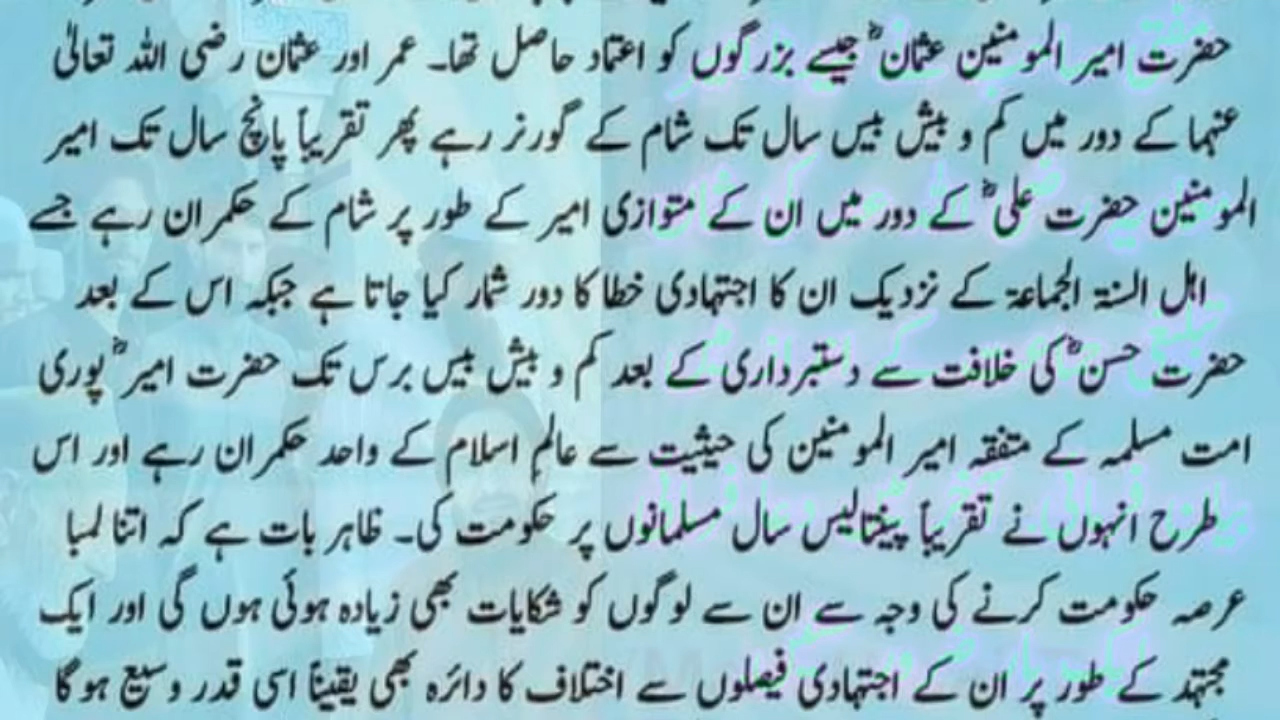 حضرت امیر المومنین عثمانؓ جیسے بزرگوں کو اعتماد حاصل تھا۔ عمر اور عثمان رضی اللہ تعالیٰ
عنہما کے دور میں کم و بیش بیس سال تک شام کے گورنر رہے پھر تقریباً پانچ سال تک امیر
المومنین حضرت علیؓ کے دور میں ان کے متوازی امیر کے طور پر شام کے حکمران رہے جسے
اہل السنۃ الجماعۃ کے نزدیک ان کا اجتہادی خطا کا دور شمار کیا جاتا ہے جبکہ اس کے بعد
حضرت حسنؓ کی خلافت سے دستبرداری کے بعد کم و بیش بیس برس تک حضرت امیرؓ پوری
امت مسلمہ کے متفقہ امیر المومنین کی حیثیت سے عالمِ اسلام کے واحد حکمران رہے اور اس
طرح انہوں نے تقریباً پینتالیس سال مسلمانوں پر حکومت کی۔ ظاہر بات ہے کہ اتنا لمبا
عرصہ حکومت کرنے کی وجہ سے ان سے لوگوں کو شکایات بھی زیادہ ہوئی ہوں گی اور ایک
مجتہد کے طور پر ان کے اجتہادی فیصلوں سے اختلاف کا دائرہ بھی یقیناً اسی قدر وسیع ہو گا